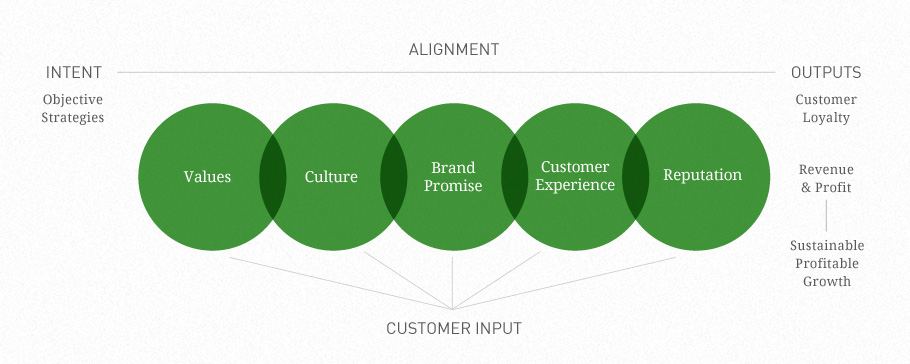 ALIGNMENT
INTENT
OUTPUTS
Objective
Strategies
Customer
Loyalty
Values
Culture
Brand
Promise
Customer
Experience
Reputation
Revenue
& Profit
Sustainable
Profitable
Growth
CUSTOMER INPUT